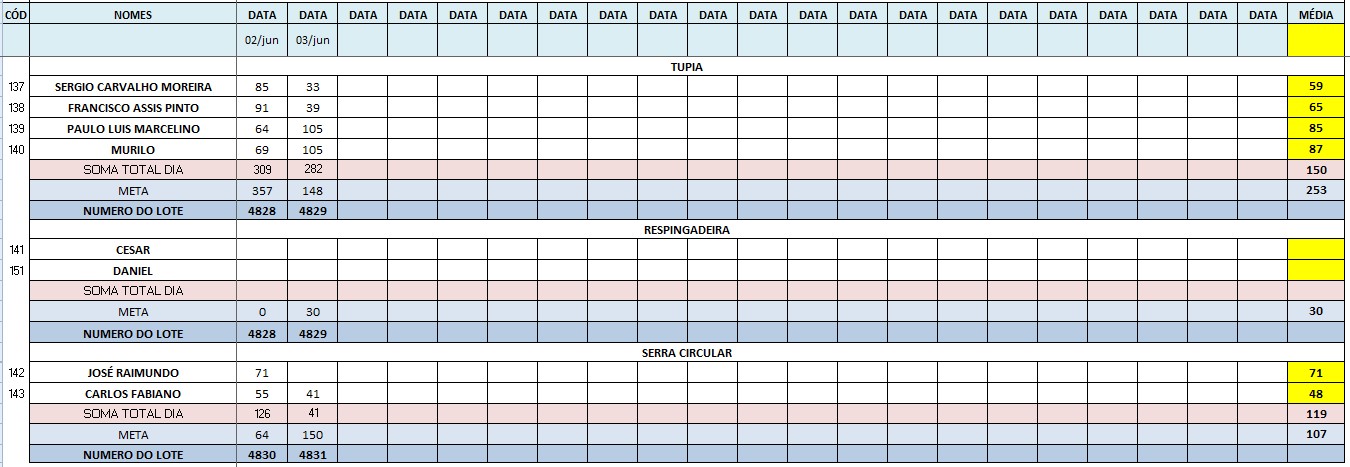 CÓD NOMES DATA DATA DATA DATA DATA DATA DATA DATA DATA DATA DATA DATA DATA DATA DATA DATA DATA DATA DATA DATA DATA MÉDIA
02/jun 03/jun
TUPIA
137 SERGIO CARVALHO MOREIRA 85 33 59
138 FRANCISCO ASSIS PINTO 91 39 65
139 PAULO LUIS MARCELINO 64 105 85
140 MURILO 69 105 87
SOMA TOTAL DIA 309 282 150
META 357 148 253
NUMERO DO LOTE 4828 4829
RESPINGADEIRA
141 CESAR
151 DANIEL
SOMA TOTAL DIA
META 0 30 30
NUMERO DO LOTE 4828 4829
SERRA CIRCULAR
142 JOSÉ RAIMUNDO 71 71
143 CARLOS FABIANO 55 41 48
SOMA TOTAL DIA 126 41 119
META 64 150 107
NUMERO DO LOTE 4830 4831